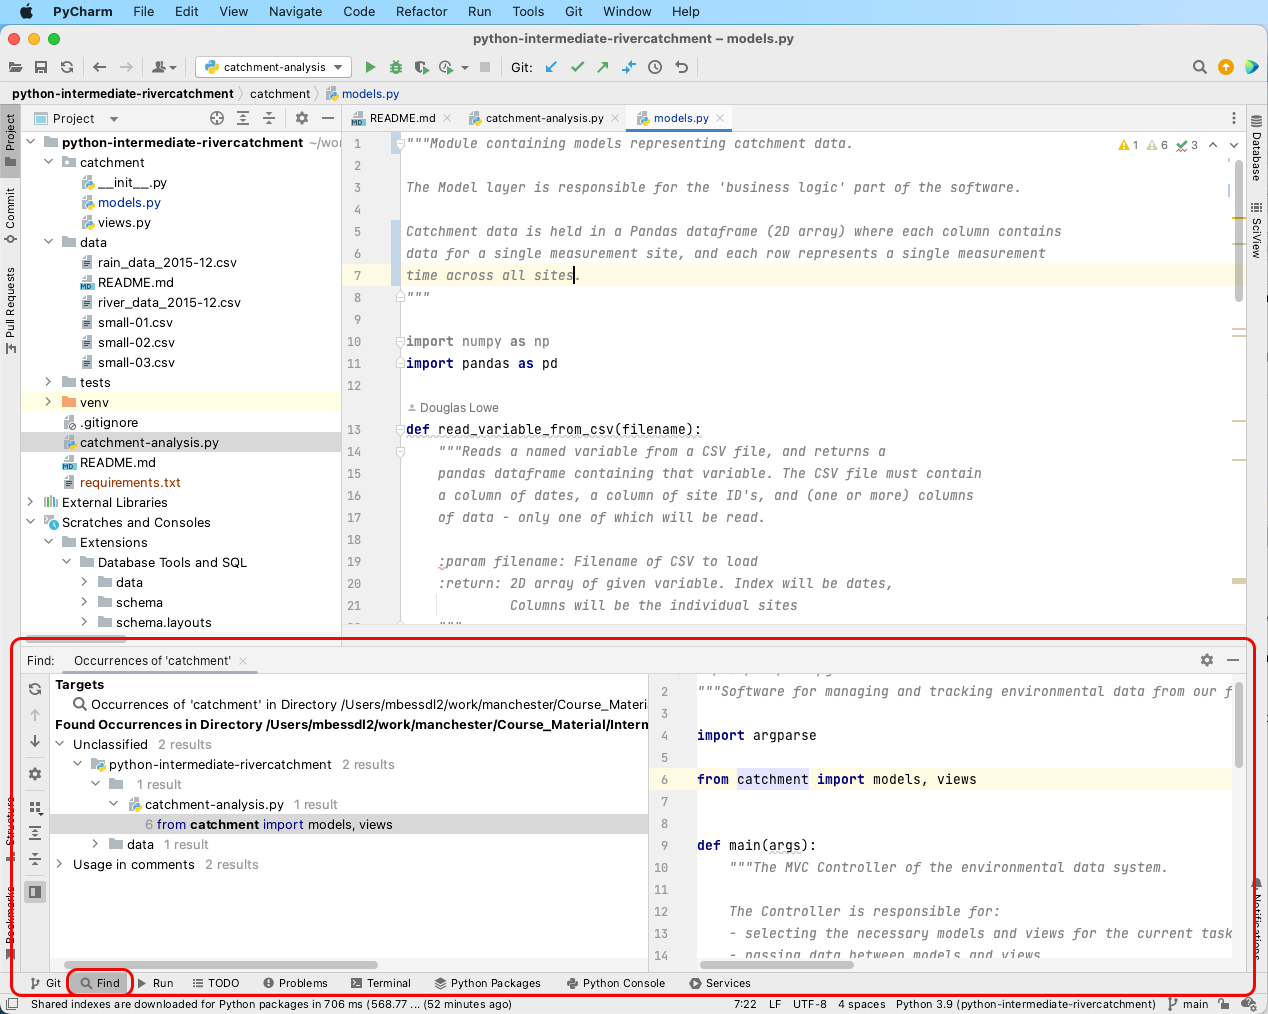 PyCharm File Edit View Navigate Code Refactor Run Tools Git Window Help
python-intermediate-rivercatchment – models.py
catchment-analysis Git:
python-intermediate-rivercatchment catchment models.py
Project
Commit
Pull Requests
Structure
Bookmarks
Project
python-intermediate-rivercatchment ~/wo
catchment
__init__.py
models.py
views.py
data
rain_data_2015-12.csv
README.md
river_data_2015-12.csv
small-01.csv
small-02.csv
small-03.csv
tests
venv
.gitignore
catchment-analysis.py
README.md
requirements.txt
External Libraries
Scratches and Consoles
Extensions
Database Tools and SQL
data
schema
schema.layouts
README.md catchment-analysis.py models.py
1 6 3
1 """Module containing models representing catchment data.
2
3 The Model layer is responsible for the 'business logic' part of the software.
4
5 Catchment data is held in a Pandas dataframe (2D array) where each column contains
6 data for a single measurement site, and each row represents a single measurement
7 time across all sites.
8 """
9
10 import numpy as np
11 import pandas as pd
12
Douglas Lowe
13 def read_variable_from_csv(filename):
14 """Reads a named variable from a CSV file, and returns a
15 pandas dataframe containing that variable. The CSV file must contain
16 a column of dates, a column of site ID's, and (one or more) columns
17 of data - only one of which will be read.
18
19 :param filename: Filename of CSV to load
20 :return: 2D array of given variable. Index will be dates,
21 Columns will be the individual sites
"""
Database
SciView
Notifications
Find: Occurrences of 'catchment'
Targets
Occurrences of 'catchment' in Directory /Users/mbessdl2/work/manchester/Course_Materi
Found Occurrences in Directory /Users/mbessdl2/work/manchester/Course_Material/Intern
Unclassified 2 results
python-intermediate-rivercatchment 2 results
1 result
catchment-analysis.py 1 result
6 from catchment import models, views
data 1 result
Usage in comments 2 results
2 """Software for managing and tracking environmental data from our f
3
4 import argparse
5
6 from catchment import models, views
7
8
9 def main(args):
10 """The MVC Controller of the environmental data system.
11
12 The Controller is responsible for:
13 - selecting the necessary models and views for the current task
14 - passing data between models and views
Git Find Run TODO Problems Terminal Python Packages Python Console Services
Shared indexes are downloaded for Python packages in 706 ms (568.77 ... (52 minutes ago) 7:22 LF UTF-8 4 spaces Python 3.9 (python-intermediate-rivercatchment) main